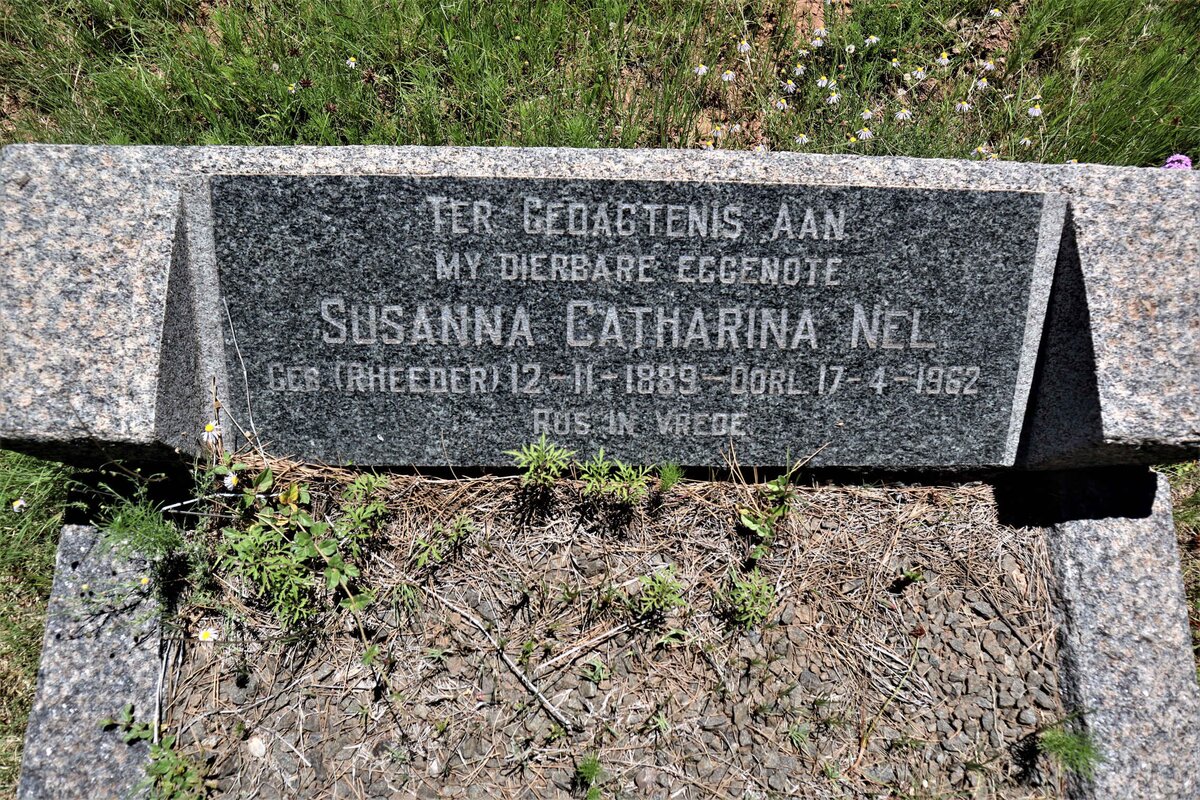 TER GEDAGTENIS AAN
MY DIERBARE EGGENOTE
SUSANNA CATHARINA NEL
GEB (RHEEDER) 12-11-1889-OORL. 17-4-1962
RUS IN VREDE